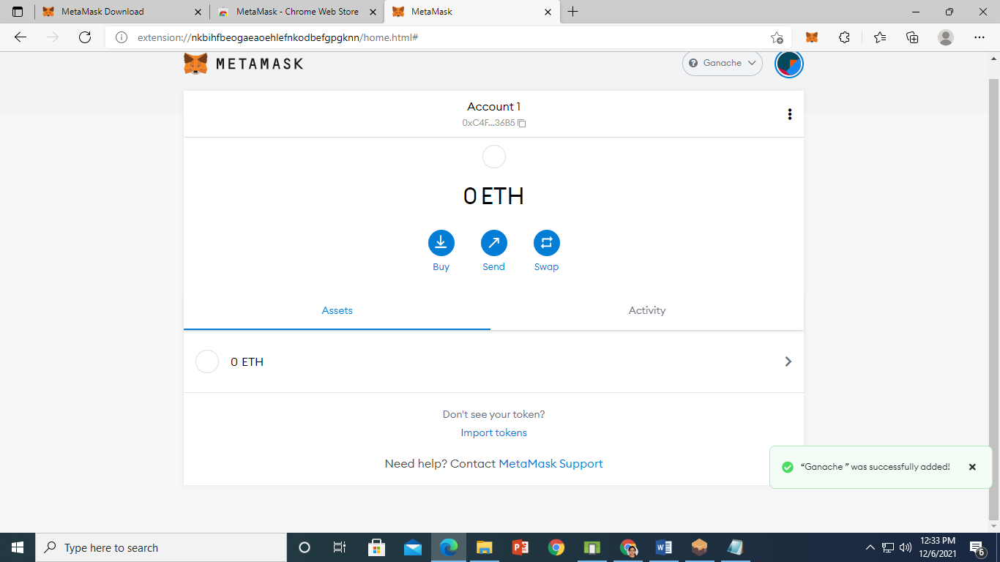 MetaMask Download
MetaMask - Chrome Web Store
MetaMask
extension://nkbihfbeogaeaoehlefnkodbefgpgknn/home.html#
METAMASK
Ganache
Account 1
0xC4F...36B5
0 ETH
Buy
Send
Swap
Assets
Activity
0 ETH
Don't see your token?
Import tokens
Need help? Contact MetaMask Support
“Ganache ” was successfully added!
Type here to search
12:33 PM
12/6/2021
6